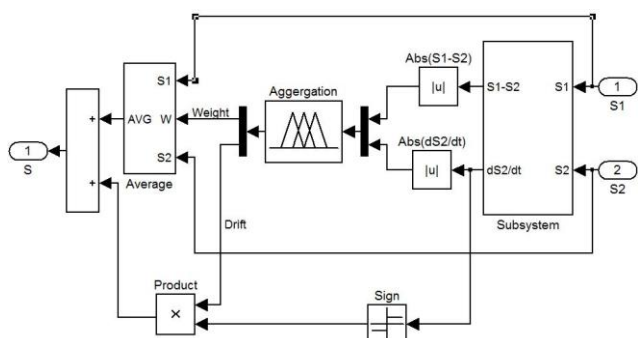 Abs(S1-S2)
S1
Aggergation
|u|
S1-S2
S1
1
S1
+
AVG
W
Weight
Abs(dS2/dt)
1
S
S2
|u|
dS2/dt
S2
2
S2
+
Average
Subsystem
Drift
Product
Sign
×